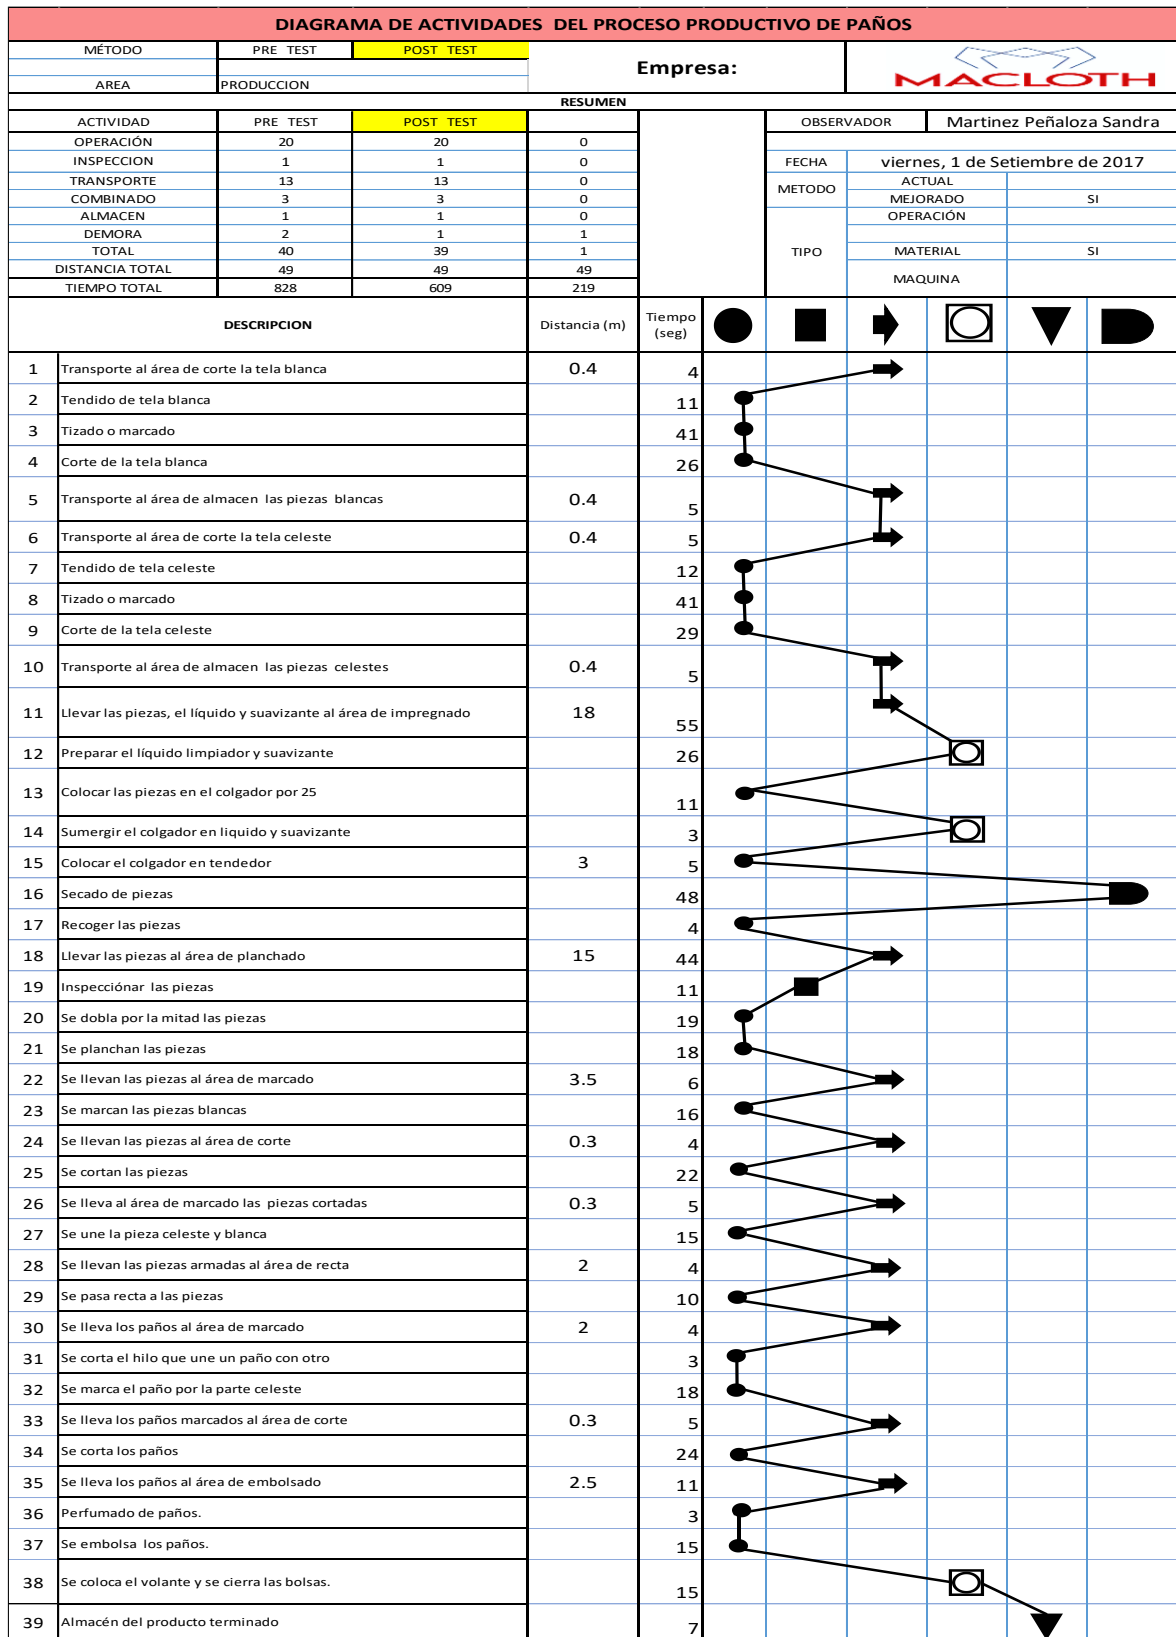 DIAGRAMA DE ACTIVIDADES DEL PROCESO PRODUCTIVO DE PAÑOS
MÉTODO PRE TEST POST TEST
Empresa:
MACLOTH
AREA PRODUCCION
RESUMEN
ACTIVIDAD PRE TEST POST TEST OBSERVADOR Martinez Peñaloza Sandra
OPERACIÓN 20 20 0
INSPECCION 1 1 0 FECHA viernes, 1 de Setiembre de 2017
TRANSPORTE 13 13 0 METODO ACTUAL
COMBINADO 3 3 0 MEJORADO SI
ALMACEN 1 1 0 OPERACIÓN
DEMORA 2 1 1
TOTAL 40 39 1 TIPO MATERIAL SI
DISTANCIA TOTAL 49 49 49
MAQUINA
TIEMPO TOTAL 828 609 219
DESCRIPCION Distancia (m) Tiempo (seg)
1 Transporte al área de corte la tela blanca 0.4 4
2 Tendido de tela blanca 11
3 Tizado o marcado 41
4 Corte de la tela blanca 26
5 Transporte al área de almacen las piezas blancas 0.4 5
6 Transporte al área de corte la tela celeste 0.4 5
7 Tendido de tela celeste 12
8 Tizado o marcado 41
9 Corte de la tela celeste 29
10 Transporte al área de almacen las piezas celestes 0.4 5
11 Llevar las piezas, el líquido y suavizante al área de impregnado 18 55
12 Preparar el líquido limpiador y suavizante 26
13 Colocar las piezas en el colgador por 25 11
14 Sumergir el colgador en liquido y suavizante 3
15 Colocar el colgador en tendedor 3 5
16 Secado de piezas 48
17 Recoger las piezas 4
18 Llevar las piezas al área de planchado 15 44
19 Inspecciónar las piezas 11
20 Se dobla por la mitad las piezas 19
21 Se planchan las piezas 18
22 Se llevan las piezas al área de marcado 3.5 6
23 Se marcan las piezas blancas 16
24 Se llevan las piezas al área de corte 0.3 4
25 Se cortan las piezas 22
26 Se lleva al área de marcado las piezas cortadas 0.3 5
27 Se une la pieza celeste y blanca 15
28 Se llevan las piezas armadas al área de recta 2 4
29 Se pasa recta a las piezas 10
30 Se lleva los paños al área de marcado 2 4
31 Se corta el hilo que une un paño con otro 3
32 Se marca el paño por la parte celeste 18
33 Se lleva los paños marcados al área de corte 0.3 5
34 Se corta los paños 24
35 Se lleva los paños al área de embolsado 2.5 11
36 Perfumado de paños. 3
37 Se embolsa los paños. 15
38 Se coloca el volante y se cierra las bolsas. 15
39 Almacén del producto terminado 7